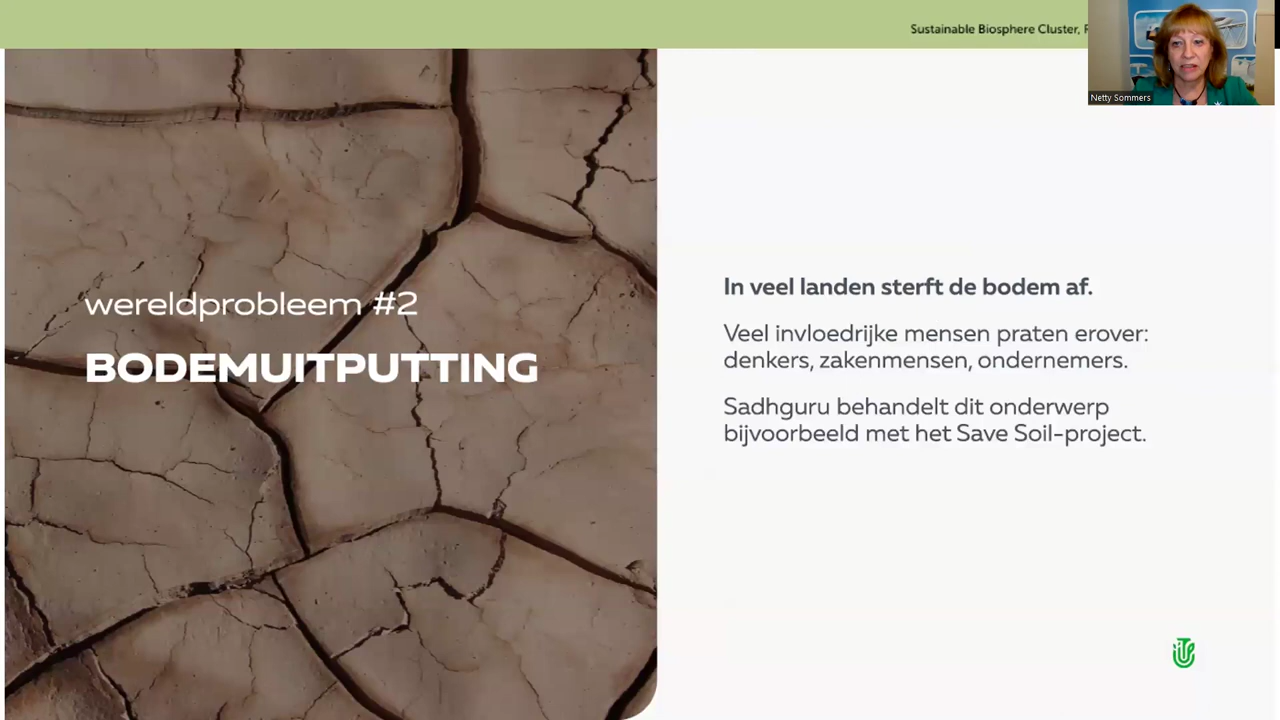 Sustainable Biosphere Cluster,
Netty Sommers
wereldprobleem #2
BODEMUITPUTTING
In veel landen sterft de bodem af.
Veel invloedrijke mensen praten erover:
denkers, zakenmensen, ondernemers.
Sadhguru behandelt dit onderwerp
bijvoorbeeld met het Save Soil-project.